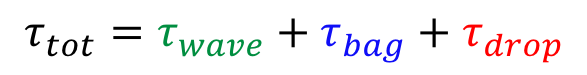 τ_tot = τ_wave + τ_bag + τ_drop